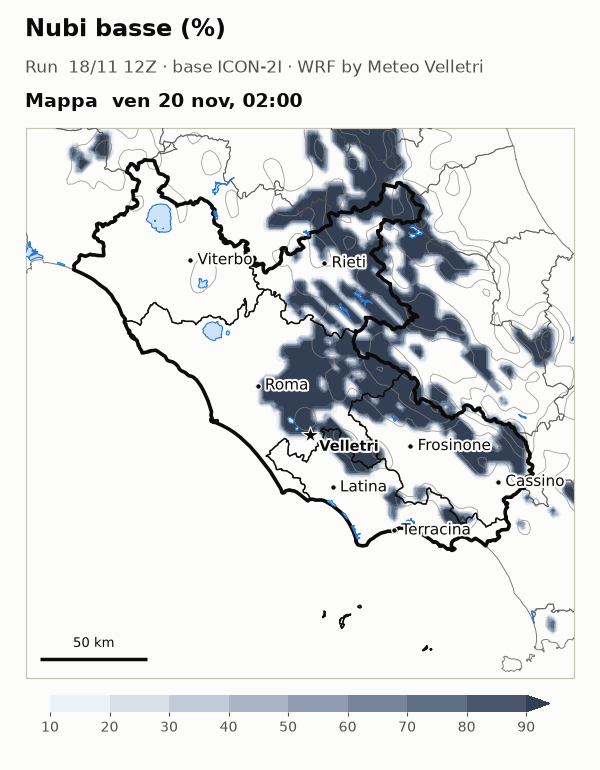 Nubi basse (%)
Run  18/11 12Z · base ICON-2I · WRF by Meteo Velletri
Mappa  ven 20 nov, 02:00
Viterbo
Rieti
Roma
Velletri
Frosinone
Latina
Cassino
Terracina
50 km
10 20 30 40 50 60 70 80 90